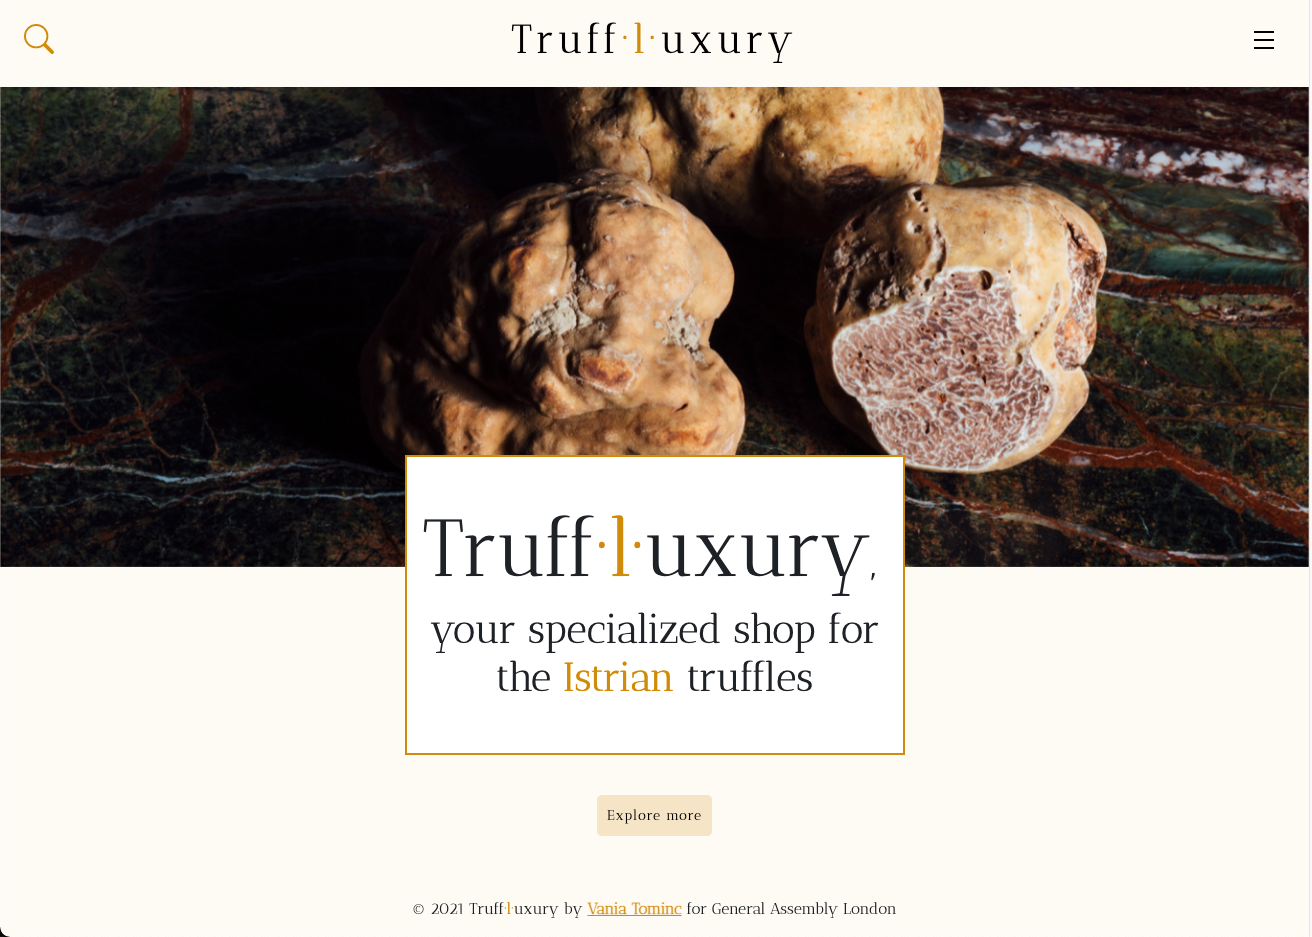 Truff·l·uxury
Truff·l·uxury,
your specialized shop for
the Istrian truffles
Explore more
© 2021 Truff·l·uxury by Vania Tominc for General Assembly London